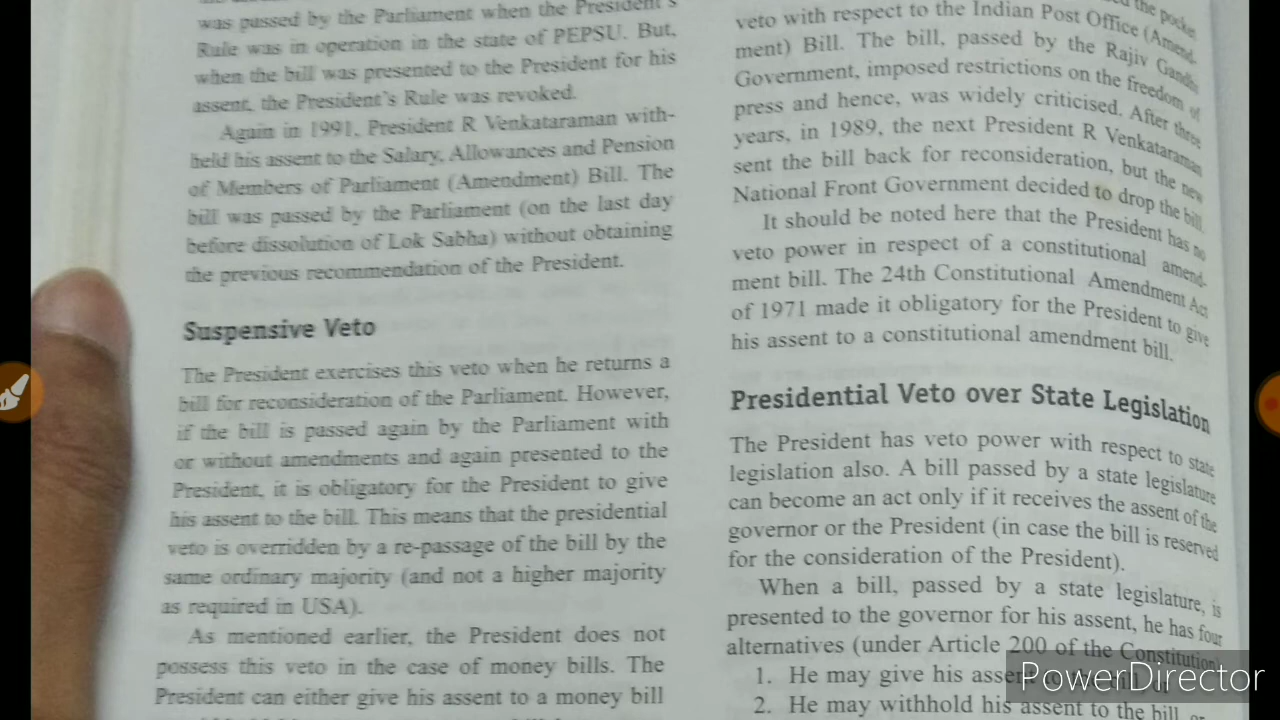 was passed by the Parliament when the President's
Rule was in operation in the state of PEPSU. But,
when the bill was presented to the President for his
assent, the President's Rule was revoked.
Again in 1991, President R Venkataraman with-
held his assent to the Salary, Allowances and Pension
of Members of Parliament (Amendment) Bill. The
bill was passed by the Parliament (on the last day
before dissolution of Lok Sabha) without obtaining
the previous recommendation of the President.
Suspensive Veto
The President exercises this veto when he returns a
bill for reconsideration of the Parliament. However,
if the bill is passed again by the Parliament with
or without amendments and again presented to the
President, it is obligatory for the President to give
his assent to the bill. This means that the presidential
veto is overridden by a re-passage of the bill by the
same ordinary majority (and not a higher majority
as required in USA).
As mentioned earlier, the President does not
possess this veto in the case of money bills. The
President can either give his assent to a money bill
the pocket
veto with respect to the Indian Post Office (Amend-
ment) Bill. The bill, passed by the Rajiv Gandhi
Government, imposed restrictions on the freedom of
press and hence, was widely criticised. After three
years, in 1989, the next President R Venkataraman
sent the bill back for reconsideration, but the new
National Front Government decided to drop the bill.
It should be noted here that the President has no
veto power in respect of a constitutional amend-
ment bill. The 24th Constitutional Amendment Act
of 1971 made it obligatory for the President to give
his assent to a constitutional amendment bill.
Presidential Veto over State Legislation
The President has veto power with respect to state
legislation also. A bill passed by a state legislature
can become an act only if it receives the assent of the
governor or the President (in case the bill is reserved
for the consideration of the President).
When a bill, passed by a state legislature, is
presented to the governor for his assent, he has four
alternatives (under Article 200 of the Constitution)
1. He may give his assent
2. He may withhold his assent to the bill, or
PowerDirector